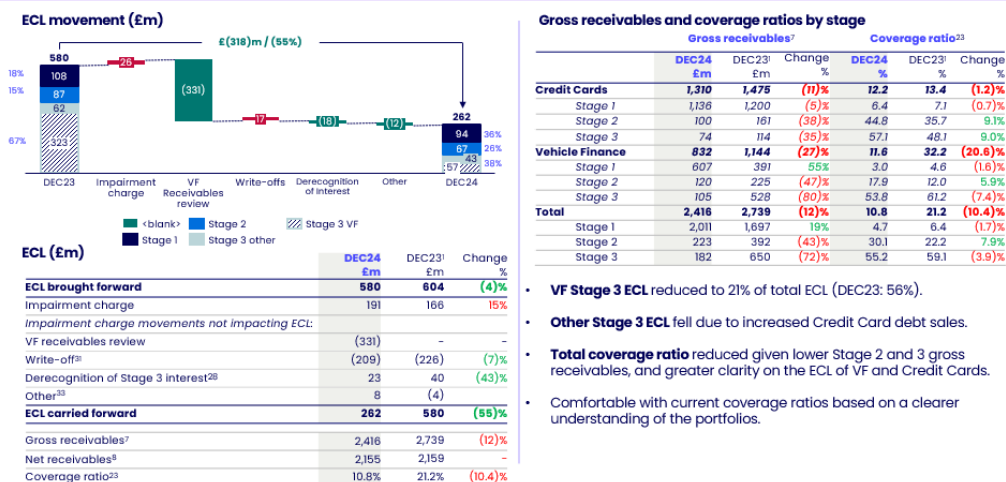 ECL movement (£m)
£(318)m / (55%)
580
26
18%
108
(331)
15%
87
62
262
67%
323
17
(18)
(12)
94
36%
67
26%
43
57
38%
DEC23
Impairment charge
VF Receivables review
Write-offs
Derecognition of Interest
Other
DEC24
<blank>
Stage 2
Stage 3 VF
Stage 1
Stage 3 other
ECL (£m)
DEC24 DEC23¹ Change
£m £m %
ECL brought forward 580 604 (4)%
Impairment charge 191 166 15%
Impairment charge movements not impacting ECL:
VF receivables review (331) - -
Write-off³¹ (209) (226) (7)%
Derecognition of Stage 3 interest²⁸ 23 40 (43)%
Other³³ 8 (4)
ECL carried forward 262 580 (55)%
Gross receivables⁷ 2,416 2,739 (12)%
Net receivables⁸ 2,155 2,159 -
Coverage ratio²³ 10.8% 21.2% (10.4)%
Gross receivables and coverage ratios by stage
Gross receivables⁷ Coverage ratio²³
DEC24 DEC23¹ Change DEC24 DEC23¹ Change
£m £m % % % %
Credit Cards 1,310 1,475 (11)% 12.2 13.4 (1.2)%
Stage 1 1,136 1,200 (5)% 6.4 7.1 (0.7)%
Stage 2 100 161 (38)% 44.8 35.7 9.1%
Stage 3 74 114 (35)% 57.1 48.1 9.0%
Vehicle Finance 832 1,144 (27)% 11.6 32.2 (20.6)%
Stage 1 607 391 55% 3.0 4.6 (1.6)%
Stage 2 120 225 (47)% 17.9 12.0 5.9%
Stage 3 105 528 (80)% 53.8 61.2 (7.4)%
Total 2,416 2,739 (12)% 10.8 21.2 (10.4)%
Stage 1 2,011 1,697 19% 4.7 6.4 (1.7)%
Stage 2 223 392 (43)% 30.1 22.2 7.9%
Stage 3 182 650 (72)% 55.2 59.1 (3.9)%
• VF Stage 3 ECL reduced to 21% of total ECL (DEC23: 56%).
• Other Stage 3 ECL fell due to increased Credit Card debt sales.
• Total coverage ratio reduced given lower Stage 2 and 3 gross
receivables, and greater clarity on the ECL of VF and Credit Cards.
• Comfortable with current coverage ratios based on a clearer
understanding of the portfolios.